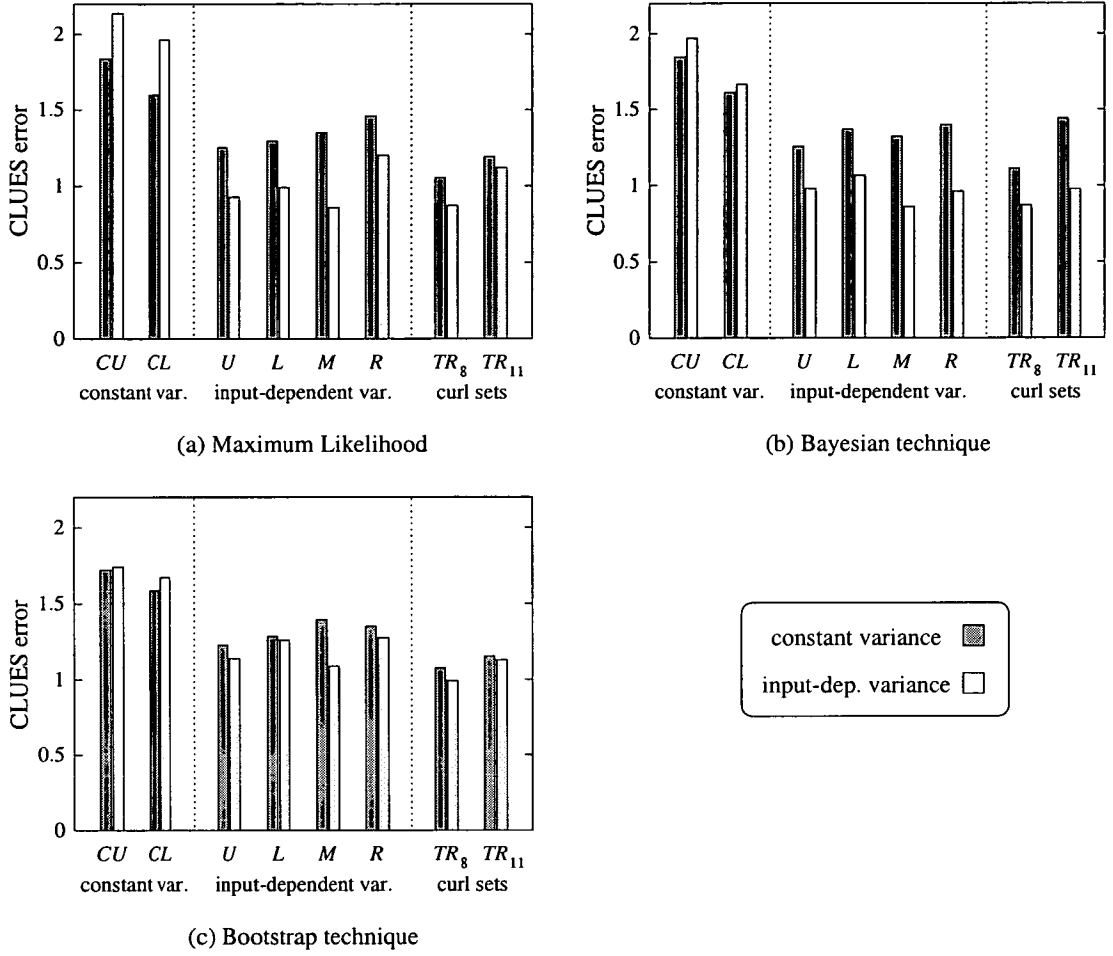 2
1.5
1
0.5
0
CLUES error
CU CL U L M R TR8 TR11
constant var. input-dependent var. curl sets
(a) Maximum Likelihood
2
1.5
1
0.5
0
CLUES error
CU CL U L M R TR8 TR11
constant var. input-dependent var. curl sets
(b) Bayesian technique
2
1.5
1
0.5
0
CLUES error
CU CL U L M R TR8 TR11
constant var. input-dependent var. curl sets
(c) Bootstrap technique
constant variance
input-dep. variance